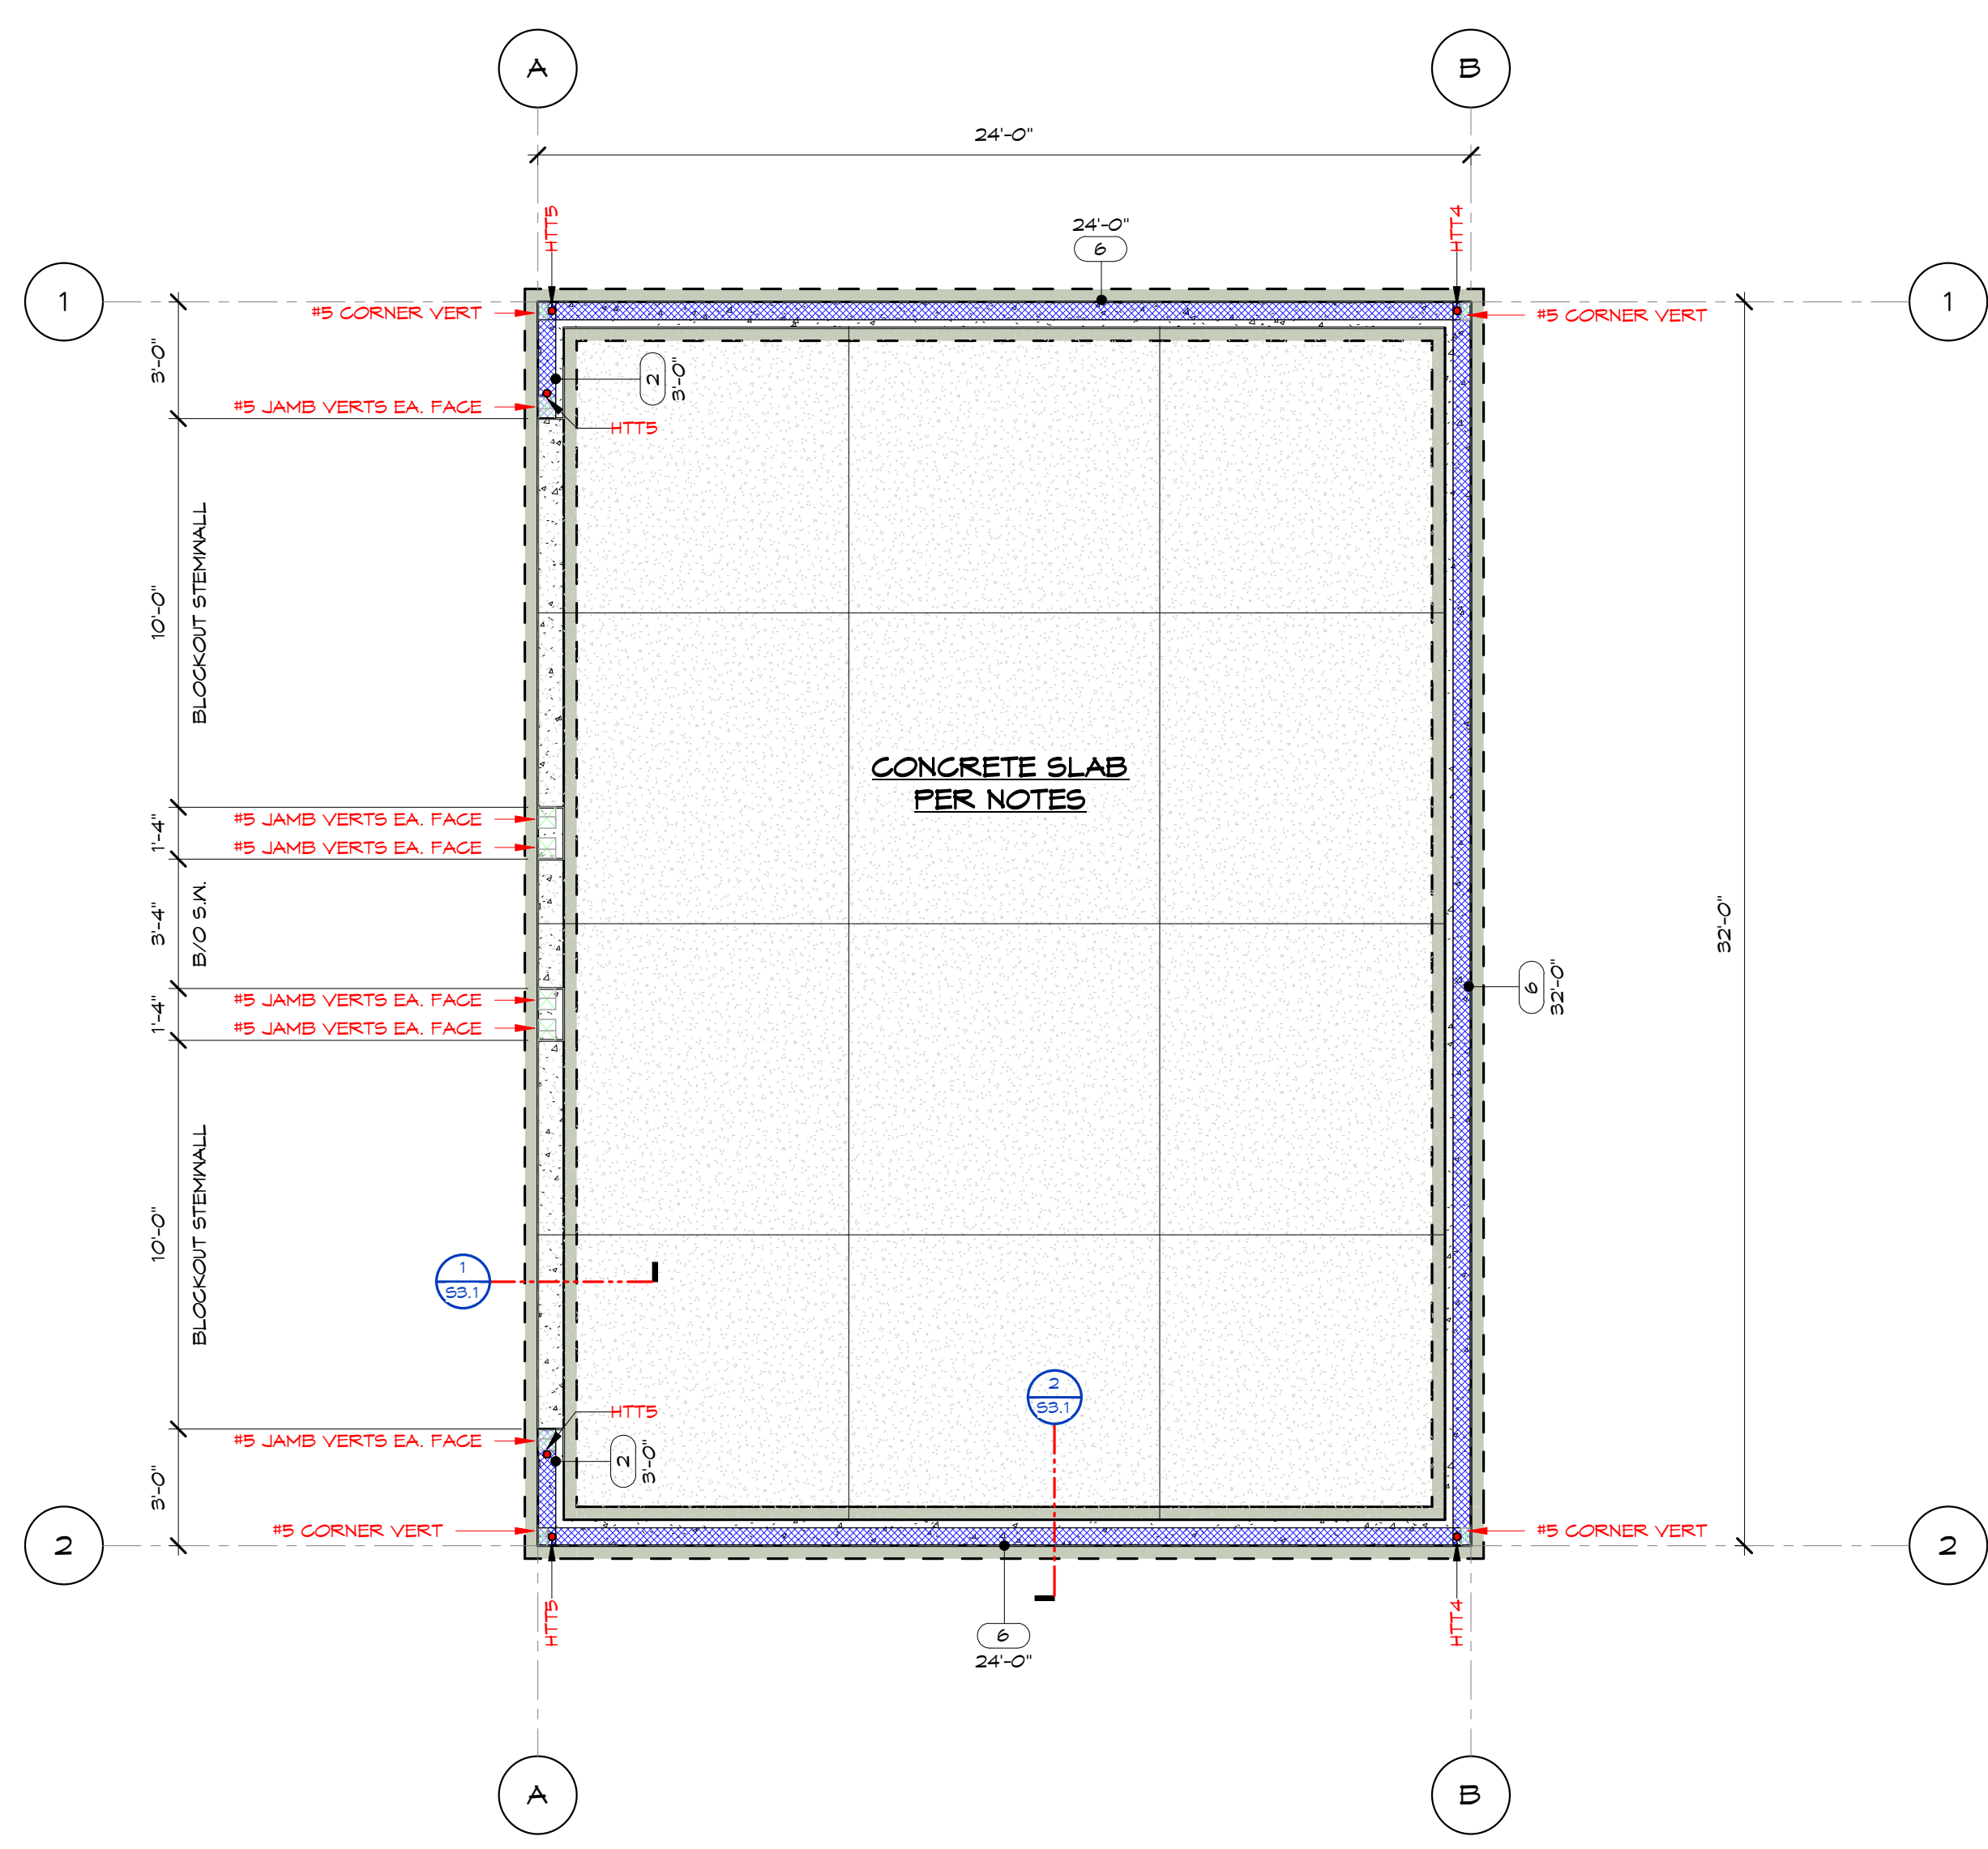 A
B
24'-0"
HTT5
HTT4
24'-0"
6
1
1
#5 CORNER VERT
#5 CORNER VERT
3'-0"
2
3'-0"
#5 JAMB VERTS EA. FACE
HTT5
10'-0"
BLOCKOUT STEMWALL
CONCRETE SLAB
PER NOTES
1'-4"
#5 JAMB VERTS EA. FACE
#5 JAMB VERTS EA. FACE
3'-4"
B/O S.W.
32'-0"
6
32'-0"
1'-4"
#5 JAMB VERTS EA. FACE
#5 JAMB VERTS EA. FACE
10'-0"
BLOCKOUT STEMWALL
1
S3.1
2
S3.1
HTT5
#5 JAMB VERTS EA. FACE
2
3'-0"
3'-0"
#5 CORNER VERT
#5 CORNER VERT
2
2
HTT5
HTT4
6
24'-0"
A
B